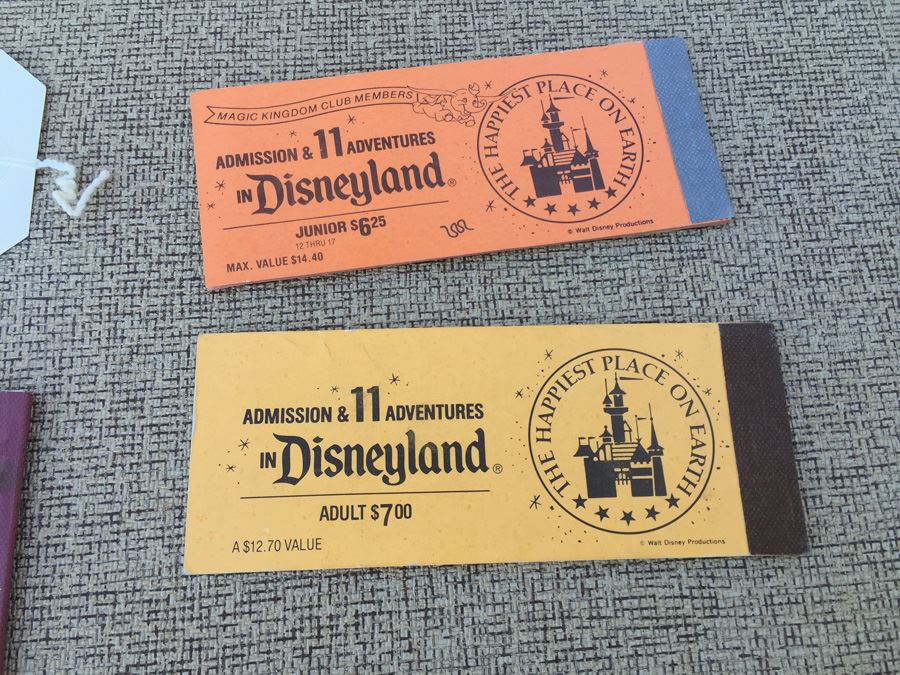 MAGIC KINGDOM CLUB MEMBERS
ADMISSION & 11 ADVENTURES
IN Disneyland®
JUNIOR $6.25
12 THRU 17
MAX. VALUE $14.40
THE HAPPIEST PLACE ON EARTH
© Walt Disney Productions
ADMISSION & 11 ADVENTURES
IN Disneyland®
ADULT $7.00
A $12.70 VALUE
THE HAPPIEST PLACE ON EARTH
© Walt Disney Productions